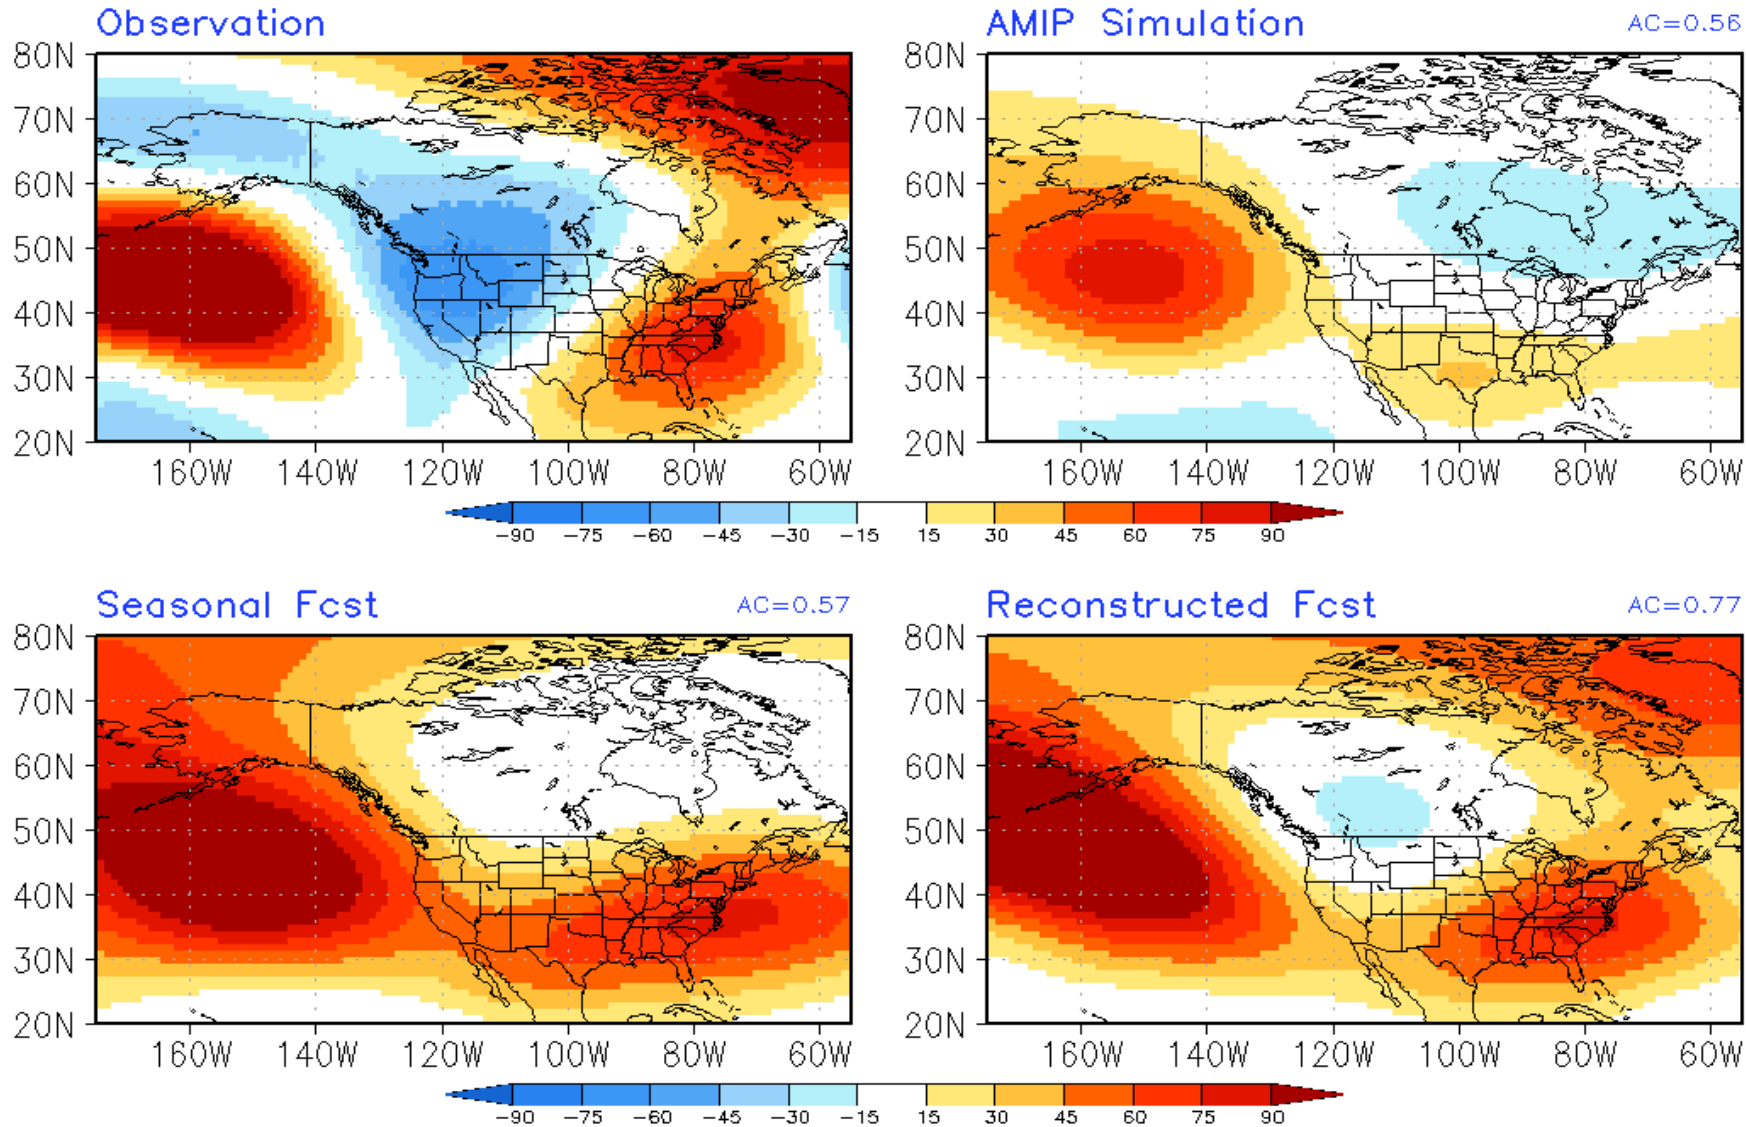 Observation
AMIP Simulation AC=0.56
80N 80N
70N 70N
60N 60N
50N 50N
40N 40N
30N 30N
20N 20N
160W 140W 120W 100W 80W 60W 160W 140W 120W 100W 80W 60W
-90 -75 -60 -45 -30 -15 15 30 45 60 75 90
Seasonal Fcst AC=0.57
Reconstructed Fcst AC=0.77
80N 80N
70N 70N
60N 60N
50N 50N
40N 40N
30N 30N
20N 20N
160W 140W 120W 100W 80W 60W 160W 140W 120W 100W 80W 60W
-90 -75 -60 -45 -30 -15 15 30 45 60 75 90